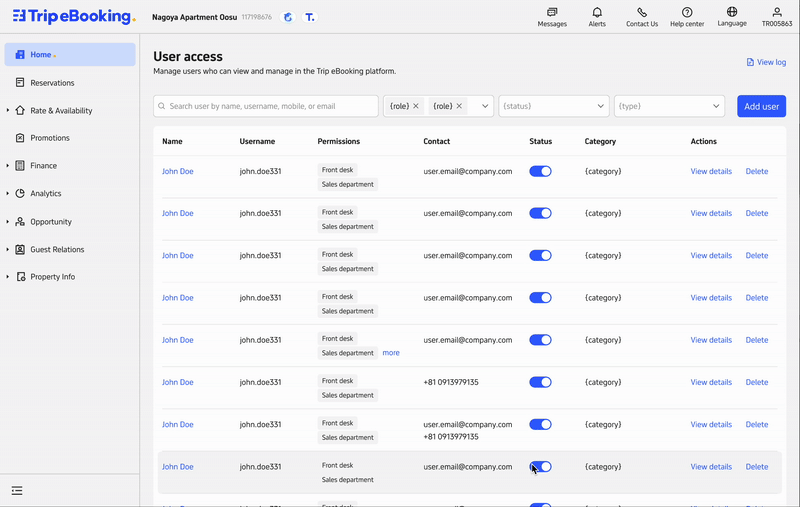 Trip eBooking.
Nagoya Apartment Oosu 117198676
T.
Messages
Alerts
Contact Us
Help center
Language
TR005863
Home
Reservations
Rate & Availability
Promotions
Finance
Analytics
Opportunity
Guest Relations
Property Info
User access
Manage users who can view and manage in the Trip eBooking platform.
View log
Search user by name, username, mobile, or email
{role} {role}
{status}
{type}
Add user
Name Username Permissions Contact Status Category Actions
John Doe john.doe331 Front desk user.email@company.com {category} View details Delete
Sales department
John Doe john.doe331 Front desk user.email@company.com {category} View details Delete
Sales department
John Doe john.doe331 Front desk user.email@company.com {category} View details Delete
Sales department
John Doe john.doe331 Front desk user.email@company.com {category} View details Delete
Sales department
John Doe john.doe331 Front desk user.email@company.com {category} View details Delete
Sales department more
John Doe john.doe331 Front desk +81 0913979135 {category} View details Delete
Sales department
John Doe john.doe331 Front desk user.email@company.com {category} View details Delete
Sales department +81 0913979135
John Doe john.doe331 Front desk user.email@company.com {category} View details Delete
Sales department